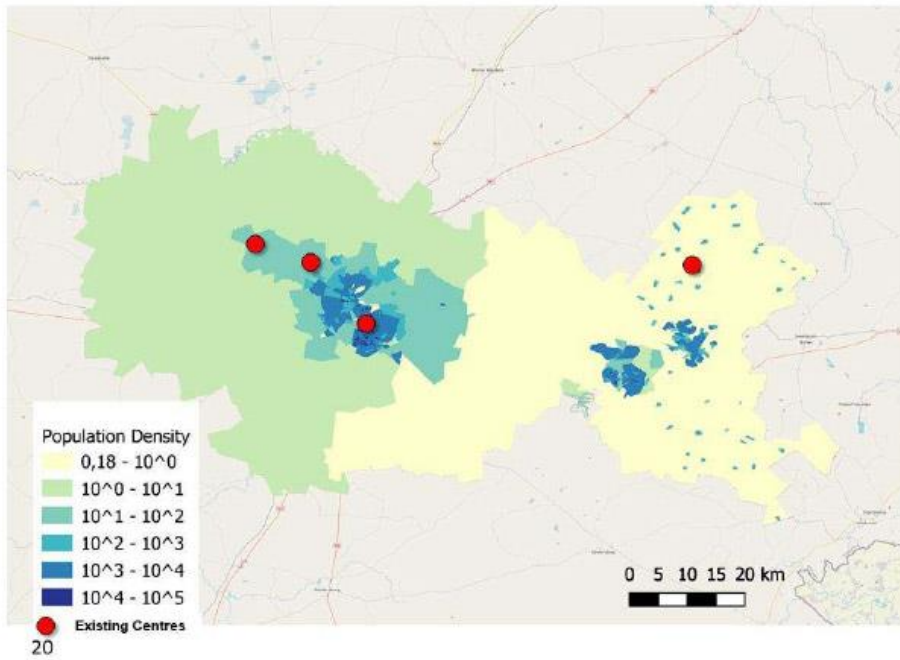 Population Density
0,18 - 10^0
10^0 - 10^1
10^1 - 10^2
10^2 - 10^3
10^3 - 10^4
10^4 - 10^5
Existing Centres
0 5 10 15 20 km
20